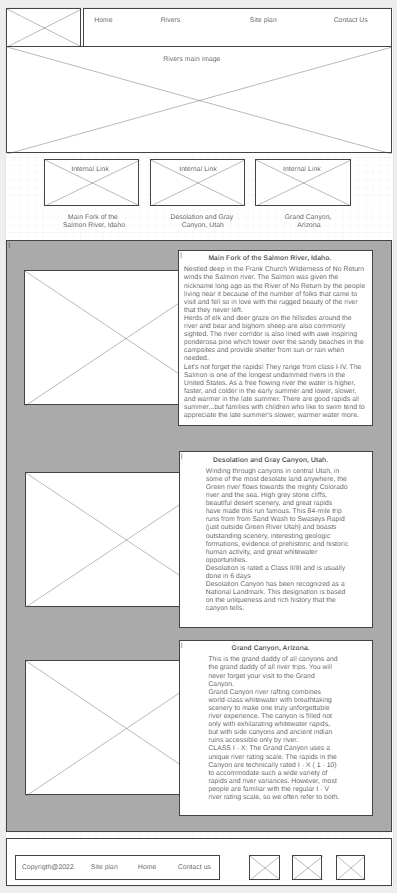 Home Rivers Site plan Contact Us
Rivers main image
Internal Link Internal Link Internal Link
Main Fork of the
Salmon River, Idaho
Desolation and Gray
Canyon, Utah
Grand Canyon,
Arizona
Main Fork of Salmon River, Idaho.
Nestled deep in the Frank Church Wilderness of No Return
winds the Salmon river. The Salmon was given the
nickname long ago as the River of No Return by the people
living near it because of the number of folks that came to
visit and fell so in love with the rugged beauty of the river
that they never left.
Herds of elk and deer graze on the hillsides around the
river and bear and bighorn sheep are also commonly
sighted. The river corridor is also lined with awe inspiring
ponderosa pine which tower over the sandy beaches in the
campsites and provide shelter from sun or rain when
needed.
Let's not forget the rapids! They range from class I-IV. The
Salmon is one of the longest undammed rivers in the
United States. As a free flowing river the water is higher,
faster, and colder in the early summer and lower, slower,
and warmer in the late summer. There are good rapids all
summer...but families with children who like to swim tend to
appreciate the late summer's slower, warmer water more.
Desolation and Gray Canyon, Utah.
Winding through canyons in central Utah, in
some of the most desolate land anywhere, the
Green river flows towards the mighty Colorado
river and the sea. High grey stone cliffs,
beautiful desert scenery, and great rapids
have made this run famous. This 84-mile trip
runs from from Sand Wash to Swaseys Rapid
(just outside Green River Utah) and boasts
outstanding scenery, interesting geologic
formations, evidence of prehistoric and historic
human activity, and great whitewater
opportunities.
Desolation is rated a Class II/III and is usually
done in 6 days
Desolation Canyon has been recognized as a
National Landmark. This designation is based
on the uniqueness and rich history that the
canyon tells.
Grand Canyon, Arizona.
This is the grand daddy of all canyons and
the grand daddy of all river trips. You will
never forget your visit to the Grand
Canyon.
Grand Canyon river rafting combines
world-class whitewater with breathtaking
scenery to make one truly unforgettable
river experience. The canyon is filled not
only with exhilarating whitewater rapids,
but with side canyons and ancient indian
ruins accessible only by river.
CLASS I - X: The Grand Canyon uses a
unique river rating scale. The rapids in the
Canyon are technically rated I - X ( 1 - 10)
to accommodate such a wide variety of
rapids and river variances. However, most
people are familiar with the regular I - V
river rating scale, so we often refer to both.
Copyrigth@2022 Site plan Home Contact us